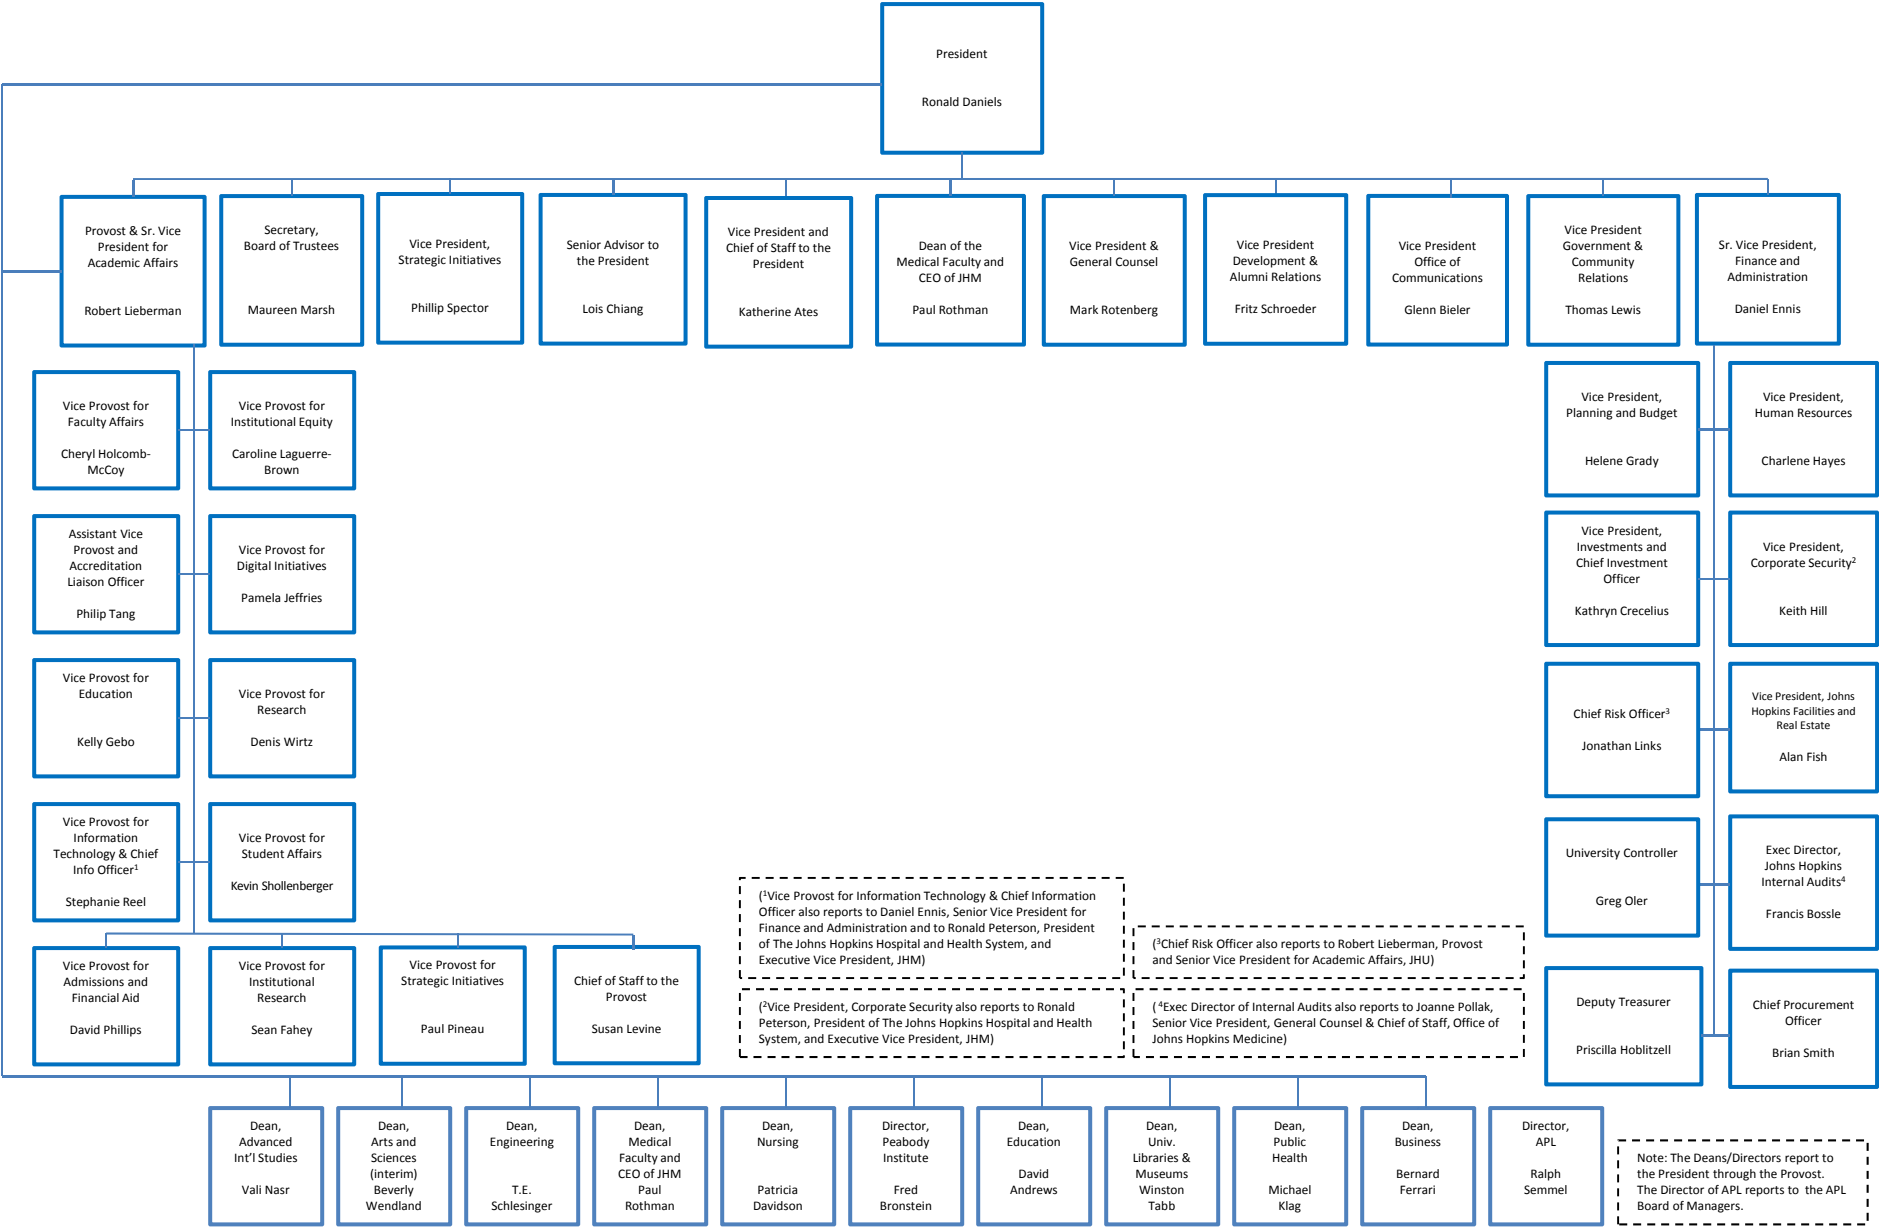 President
Ronald Daniels
Provost & Sr. Vice
President for
Academic Affairs
Robert Lieberman
Secretary,
Board of Trustees
Maureen Marsh
Vice President,
Strategic Initiatives
Phillip Spector
Senior Advisor to
the President
Lois Chiang
Vice President and
Chief of Staff to the
President
Katherine Ates
Dean of the
Medical Faculty and
CEO of JHM
Paul Rothman
Vice President &
General Counsel
Mark Rotenberg
Vice President
Development &
Alumni Relations
Fritz Schroeder
Vice President
Office of
Communications
Glenn Bieler
Vice President
Government &
Community
Relations
Thomas Lewis
Sr. Vice President,
Finance and
Administration
Daniel Ennis
Vice Provost for
Faculty Affairs
Cheryl Holcomb-
McCoy
Vice Provost for
Institutional Equity
Caroline Laguerre-
Brown
Assistant Vice
Provost and
Accreditation
Liaison Officer
Philip Tang
Vice Provost for
Digital Initiatives
Pamela Jeffries
Vice Provost for
Education
Kelly Gebo
Vice Provost for
Research
Denis Wirtz
Vice Provost for
Information
Technology & Chief
Info Officer¹
Stephanie Reel
Vice Provost for
Student Affairs
Kevin Shollenberger
Vice Provost for
Admissions and
Financial Aid
David Phillips
Vice Provost for
Institutional
Research
Sean Fahey
Vice Provost for
Strategic Initiatives
Paul Pineau
Chief of Staff to the
Provost
Susan Levine
Vice President,
Planning and Budget
Helene Grady
Vice President,
Human Resources
Charlene Hayes
Vice President,
Investments and
Chief Investment
Officer
Kathryn Crecelius
Vice President,
Corporate Security²
Keith Hill
Chief Risk Officer³
Jonathan Links
Vice President, Johns
Hopkins Facilities and
Real Estate
Alan Fish
University Controller
Greg Oler
Exec Director,
Johns Hopkins
Internal Audits⁴
Francis Bossle
Deputy Treasurer
Priscilla Hoblitzell
Chief Procurement
Officer
Brian Smith
(¹Vice Provost for Information Technology & Chief Information
Officer also reports to Daniel Ennis, Senior Vice President for
Finance and Administration and to Ronald Peterson, President
of The Johns Hopkins Hospital and Health System, and
Executive Vice President, JHM)
(³Chief Risk Officer also reports to Robert Lieberman, Provost
and Senior Vice President for Academic Affairs, JHU)
(²Vice President, Corporate Security also reports to Ronald
Peterson, President of The Johns Hopkins Hospital and Health
System, and Executive Vice President, JHM)
( ⁴Exec Director of Internal Audits also reports to Joanne Pollak,
Senior Vice President, General Counsel & Chief of Staff, Office of
Johns Hopkins Medicine)
Dean,
Advanced
Int'l Studies
Vali Nasr
Dean,
Arts and
Sciences
(interim)
Beverly
Wendland
Dean,
Engineering
T.E.
Schlesinger
Dean,
Medical
Faculty and
CEO of JHM
Paul
Rothman
Dean,
Nursing
Patricia
Davidson
Director,
Peabody
Institute
Fred
Bronstein
Dean,
Education
David
Andrews
Dean,
Univ.
Libraries &
Museums
Winston
Tabb
Dean,
Public
Health
Michael
Klag
Dean,
Business
Bernard
Ferrari
Director,
APL
Ralph
Semmel
Note: The Deans/Directors report to
the President through the Provost.
The Director of APL reports to the APL
Board of Managers.